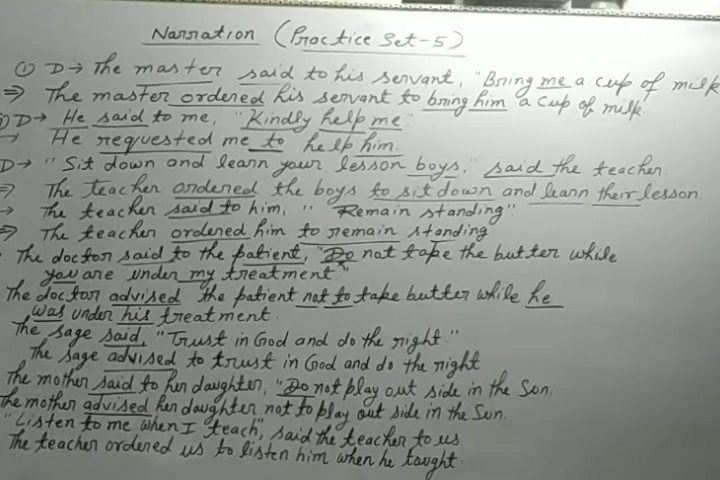 Narration (Practice Set-5)
① D→ The master said to his servant, "Bring me a cup of milk
⇒ The master ordered his servant to bring him a cup of milk.
) D→ He said to me, "Kindly help me"
→ He requested me to help him.
D→ "Sit down and learn your lesson boys," said the teacher.
⇒ The teacher ordered the boys to sit down and learn their lesson.
→ The teacher said to him, "Remain standing"
⇒ The teacher ordered him to remain standing
The doctor said to the patient, "Do not take the butter while
you are under my treatment"
The doctor advised the patient not to take butter while he
was under his treatment.
The sage said, "Trust in God and do the right."
The sage advised to trust in God and do the right
The mother said to her daughter, "Do not play out side in the Sun.
The mother advised her daughter not to play out side in the Sun.
"Listen to me when I teach", said the teacher to us
The teacher ordered us to listen him when he taught.